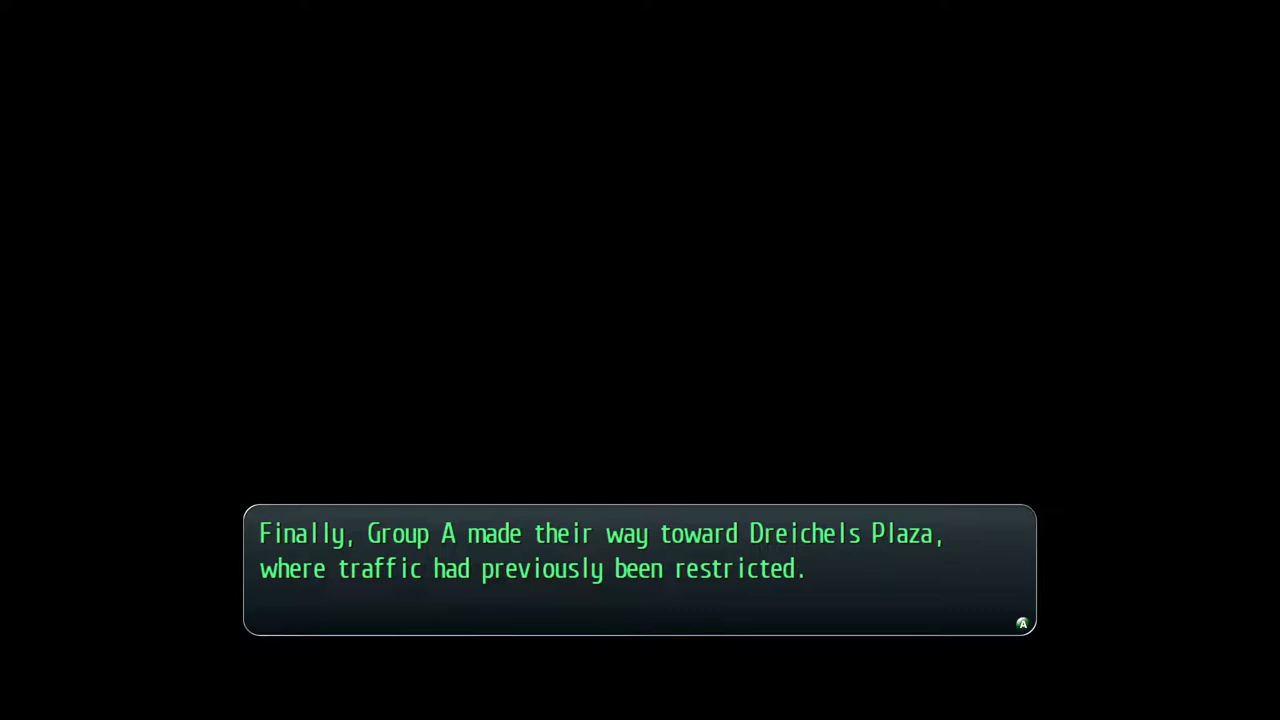 Finally, Group A made their way toward Dreichels Plaza,
where traffic had previously been restricted.
A